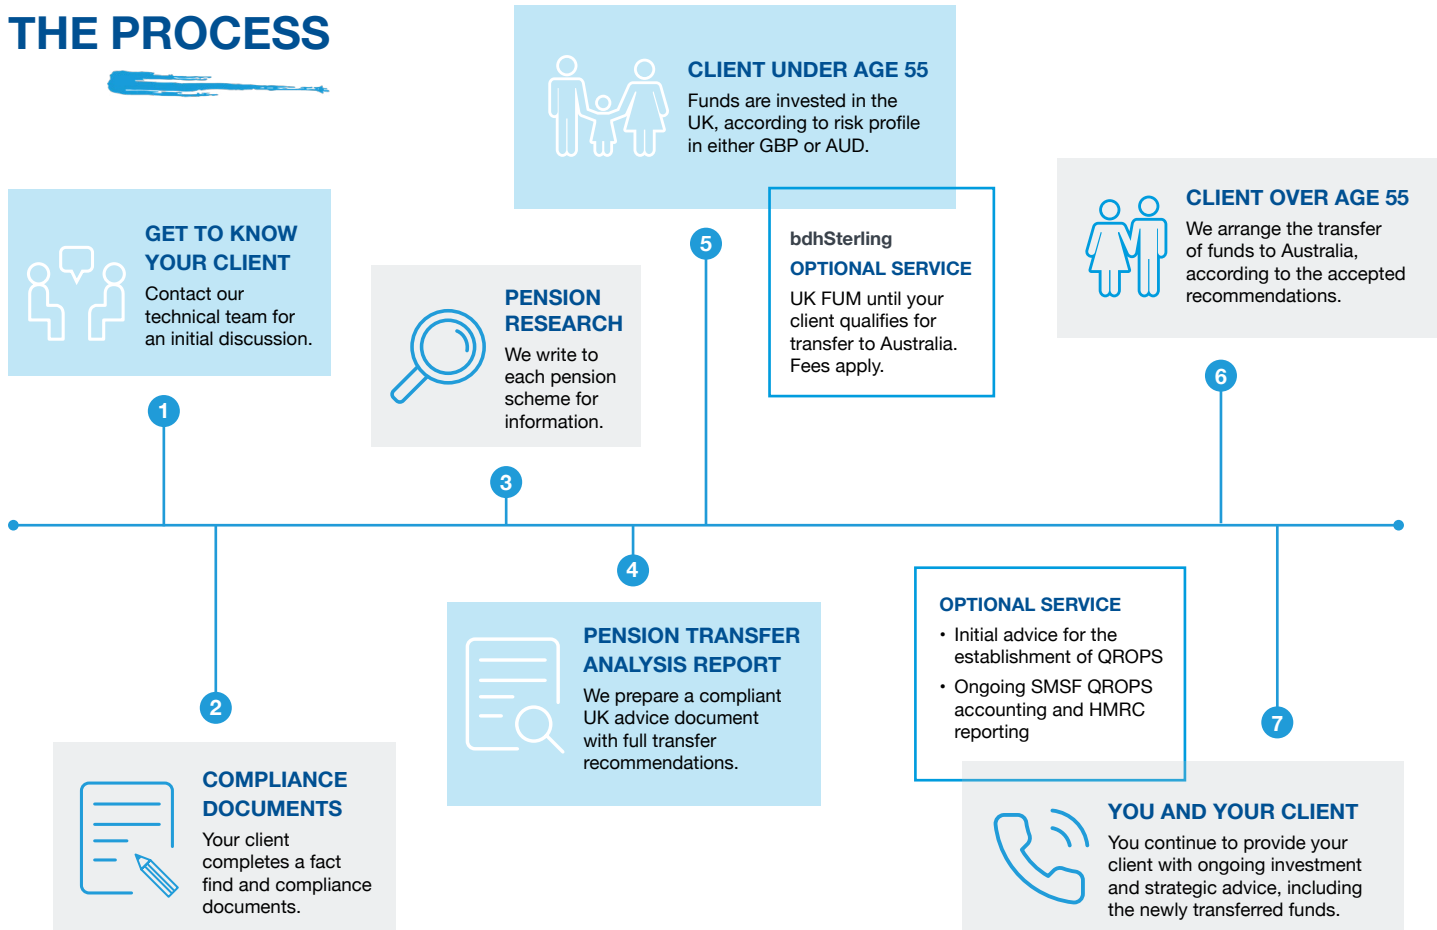 THE PROCESS
GET TO KNOW
YOUR CLIENT
Contact our
technical team for
an initial discussion.
1
2
COMPLIANCE
DOCUMENTS
Your client
completes a fact
find and compliance
documents.
PENSION
RESEARCH
We write to
each pension
scheme for
information.
3
4
PENSION TRANSFER
ANALYSIS REPORT
We prepare a compliant
UK advice document
with full transfer
recommendations.
CLIENT UNDER AGE 55
Funds are invested in the
UK, according to risk profile
in either GBP or AUD.
5
bdhSterling
OPTIONAL SERVICE
UK FUM until your
client qualifies for
transfer to Australia.
Fees apply.
CLIENT OVER AGE 55
We arrange the transfer
of funds to Australia,
according to the accepted
recommendations.
6
OPTIONAL SERVICE
• Initial advice for the
establishment of QROPS
• Ongoing SMSF QROPS
accounting and HMRC
reporting
7
YOU AND YOUR CLIENT
You continue to provide your
client with ongoing investment
and strategic advice, including
the newly transferred funds.